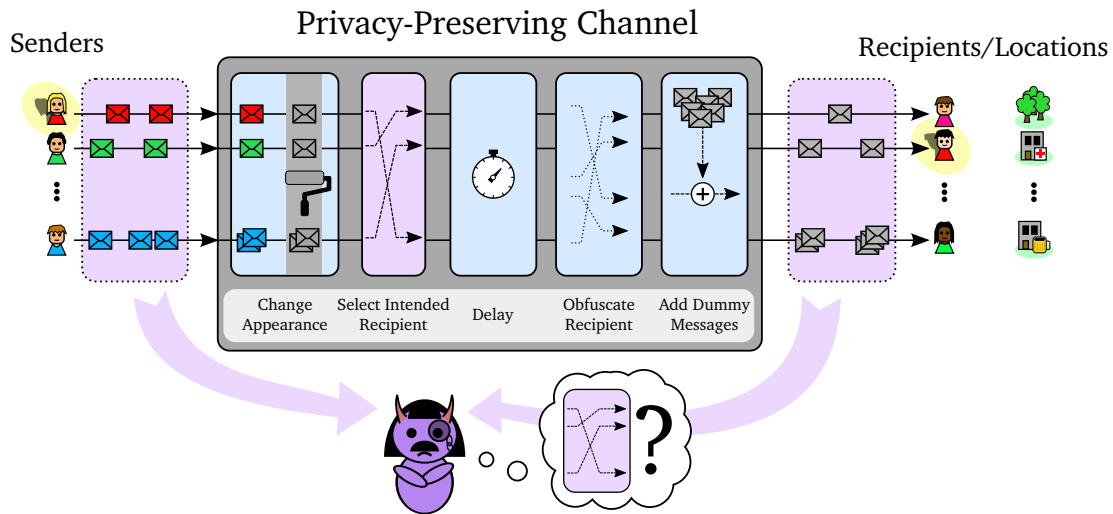 Privacy-Preserving Channel
Senders
Recipients/Locations
Change
Appearance
Select Intended
Recipient
Delay
Obfuscate
Recipient
Add Dummy
Messages
?